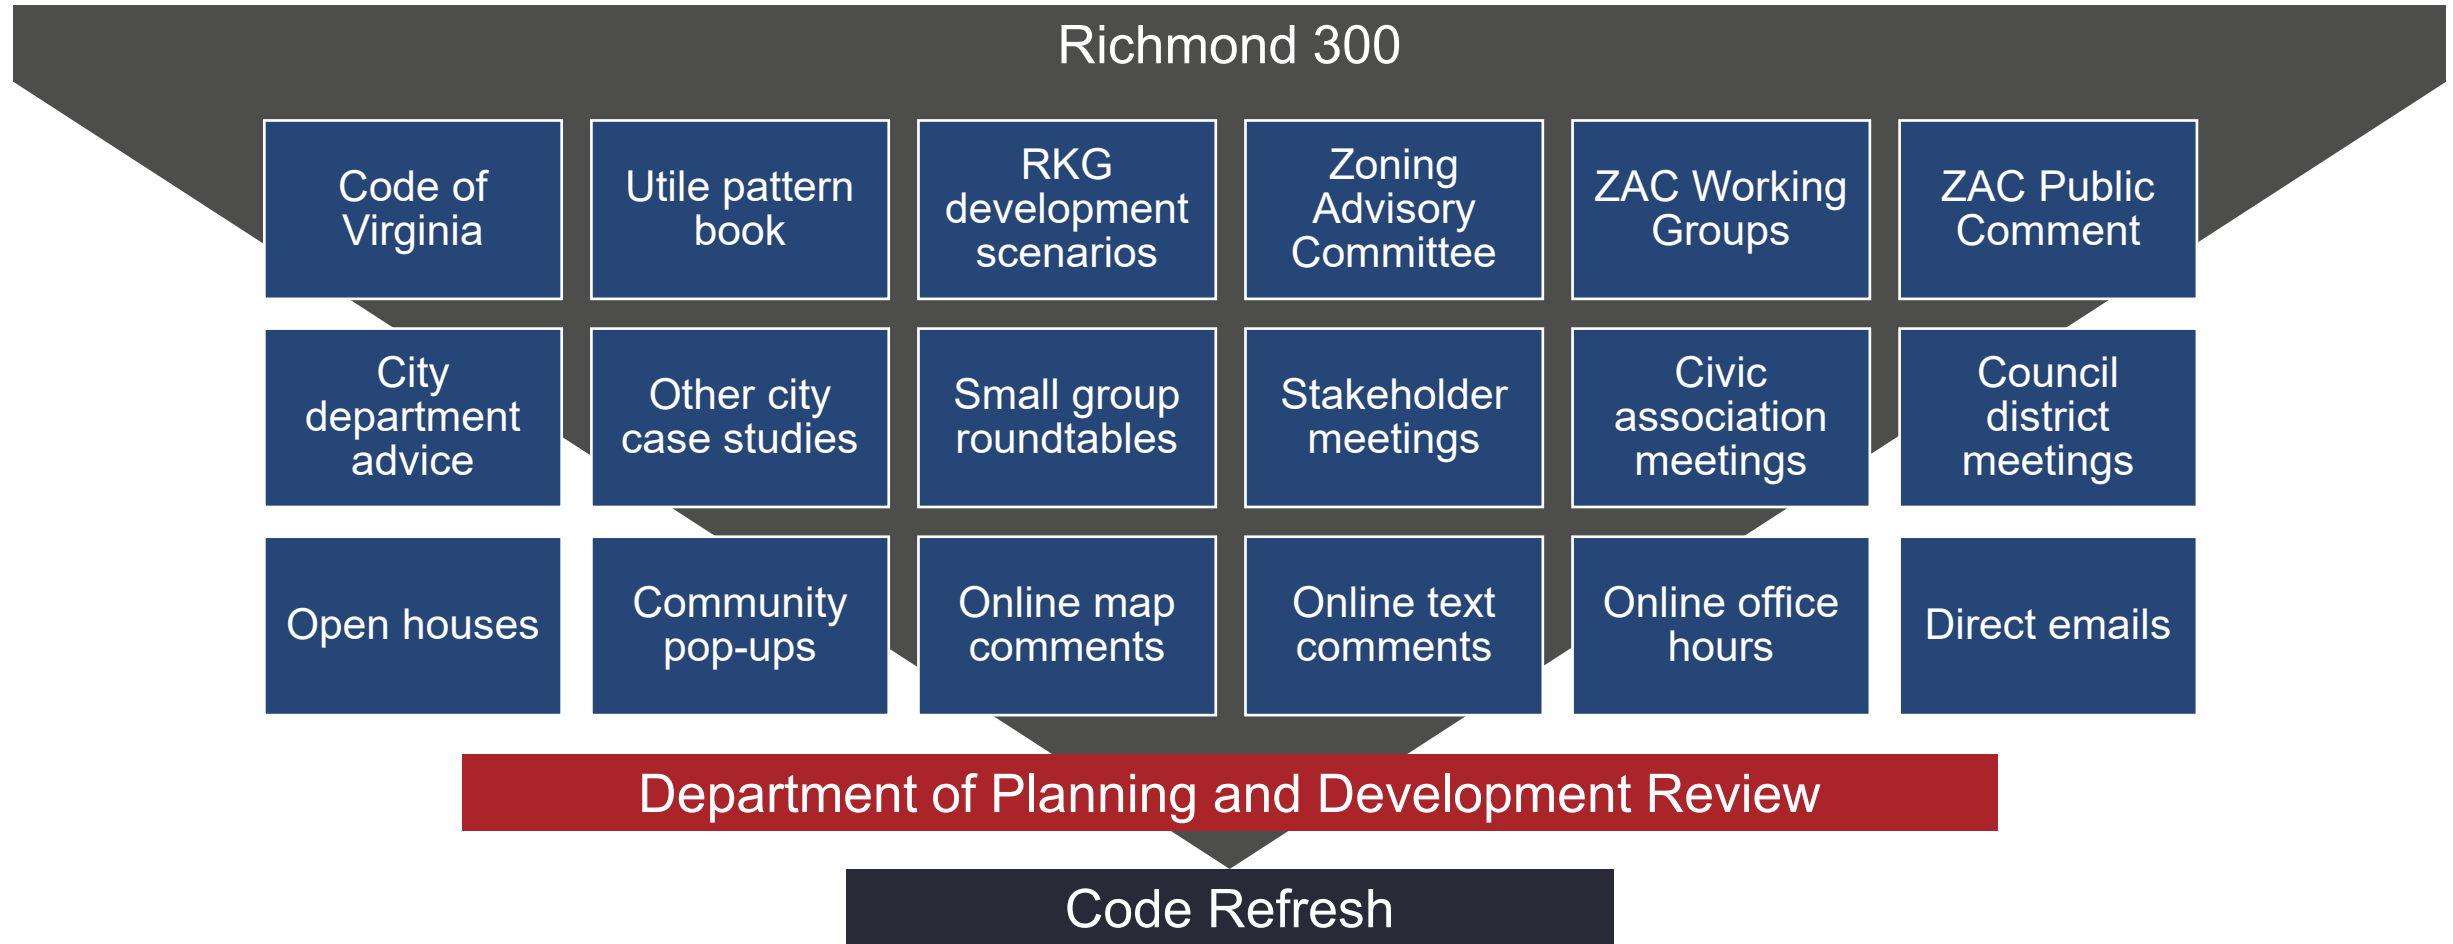 Richmond 300
Code of
Virginia
Utile pattern
book
RKG
development
scenarios
Zoning
Advisory
Committee
ZAC Working
Groups
ZAC Public
Comment
City
department
advice
Other city
case studies
Small group
roundtables
Stakeholder
meetings
Civic
association
meetings
Council
district
meetings
Open houses
Community
pop-ups
Online map
comments
Online text
comments
Online office
hours
Direct emails
Department of Planning and Development Review
Code Refresh